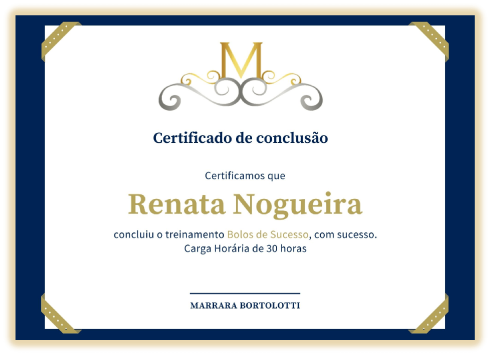 M
Certificado de conclusão
Certificamos que
Renata Nogueira
concluiu o treinamento Bolos de Sucesso, com sucesso.
Carga Horária de 30 horas
MARRARA BORTOLOTTI